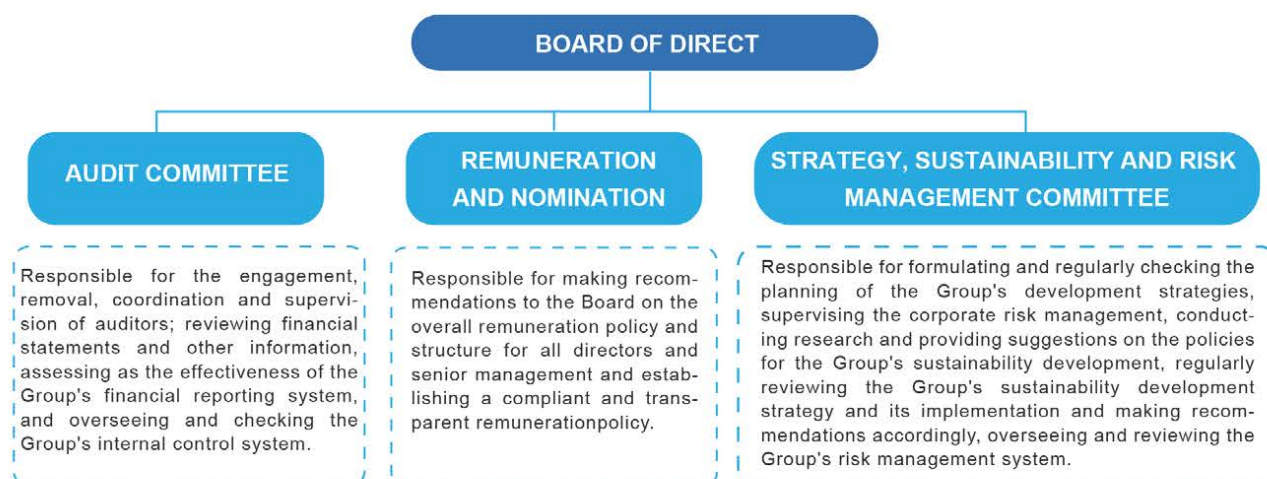 BOARD OF DIRECT
AUDIT COMMITTEE
Responsible for the engagement,
removal, coordination and supervi-
sion of auditors; reviewing financial
statements and other information,
assessing as the effectiveness of the
Group's financial reporting system,
and overseeing and checking the
Group's internal control system.
REMUNERATION
AND NOMINATION
Responsible for making recom-
mendations to the Board on the
overall remuneration policy and
structure for all directors and
senior management and estab-
lishing a compliant and trans-
parent remunerationpolicy.
STRATEGY, SUSTAINABILITY AND RISK
MANAGEMENT COMMITTEE
Responsible for formulating and regularly checking the
planning of the Group's development strategies,
supervising the corporate risk management, conduct-
ing research and providing suggestions on the policies
for the Group's sustainability development, regularly
reviewing the Group's sustainability development
strategy and its implementation and making recom-
mendations accordingly, overseeing and reviewing the
Group's risk management system.